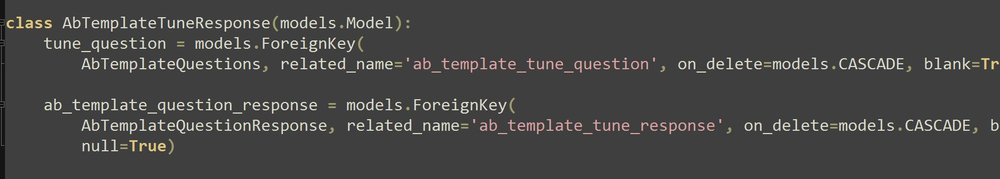 class AbTemplateTuneResponse(models.Model):
    tune_question = models.ForeignKey(
        AbTemplateQuestions, related_name='ab_template_tune_question', on_delete=models.CASCADE, blank=Tr
    ab_template_question_response = models.ForeignKey(
        AbTemplateQuestionResponse, related_name='ab_template_tune_response', on_delete=models.CASCADE, b
        null=True)